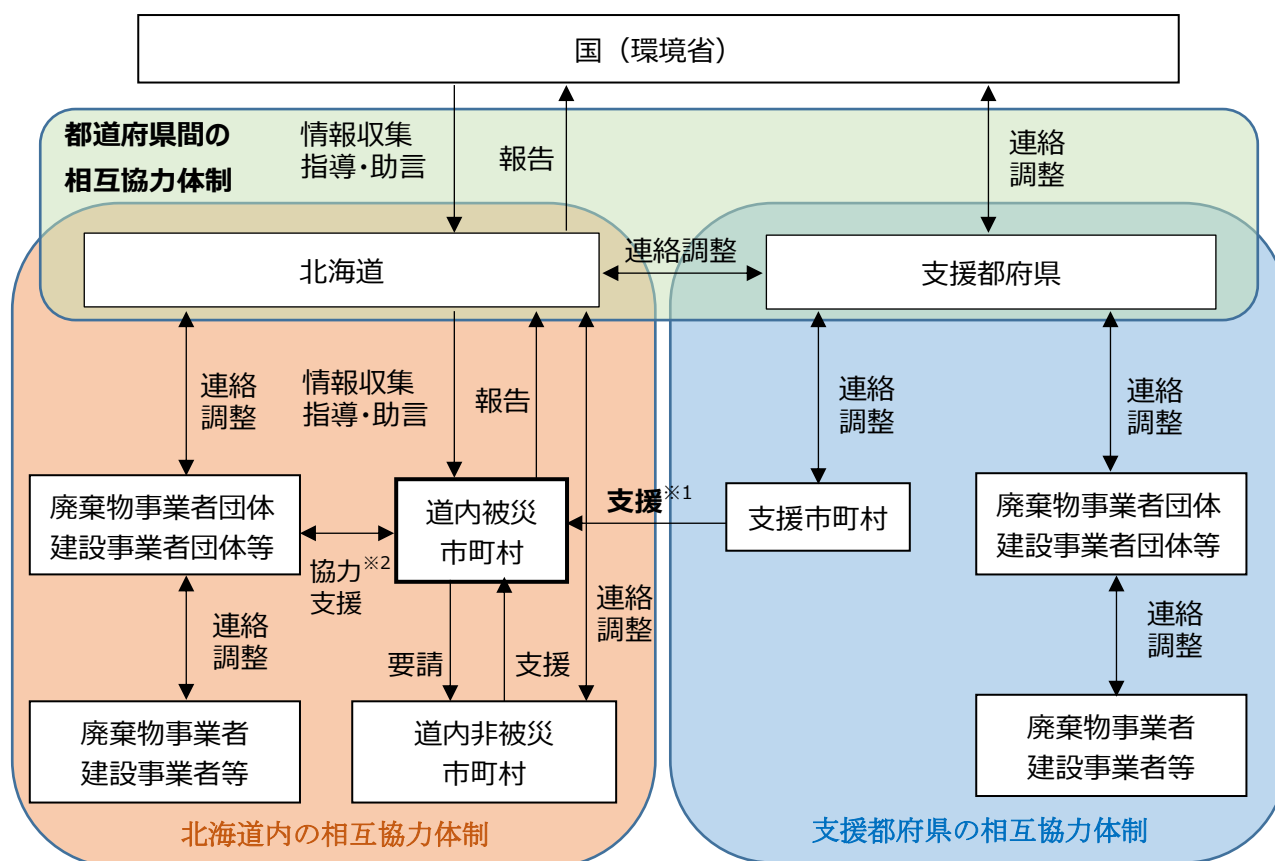 国（環境省）
都道府県間の
相互協力体制
情報収集
指導・助言
報告
連絡
調整
北海道
連絡調整
支援都府県
連絡
調整
情報収集
指導・助言
報告
連絡
調整
連絡
調整
廃棄物事業者団体
建設事業者団体等
協力※2
支援
道内被災
市町村
支援※1
支援市町村
廃棄物事業者団体
建設事業者団体等
連絡
調整
要請
支援
連絡
調整
連絡
調整
廃棄物事業者
建設事業者等
道内非被災
市町村
廃棄物事業者
建設事業者等
北海道内の相互協力体制
支援都府県の相互協力体制